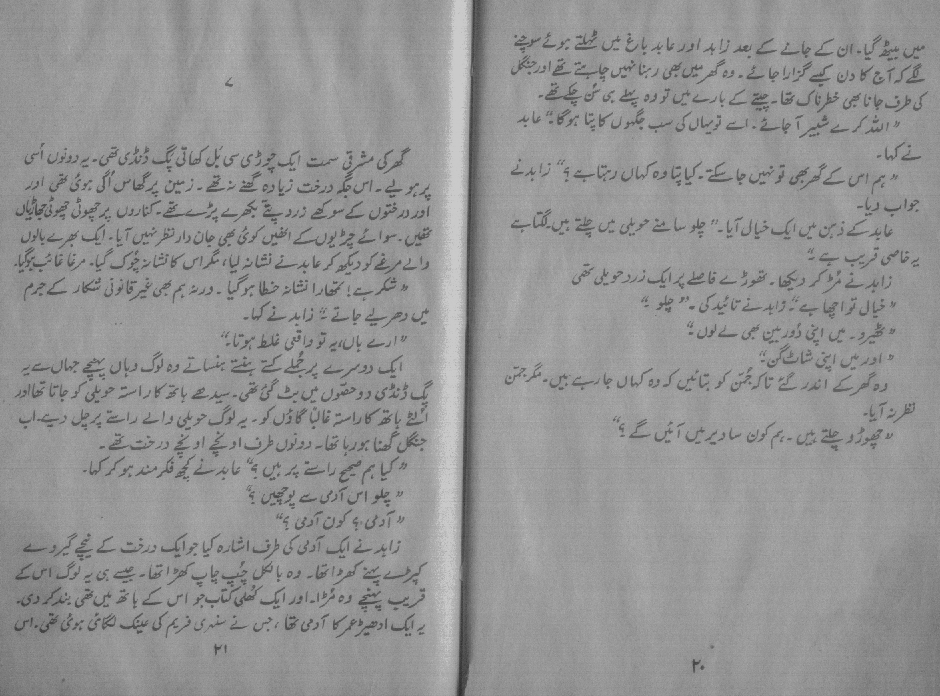 میں بیٹھ گیا۔ ان کے جانے کے بعد زاہد اور عابد باغ میں ٹہلتے ہوئے سوچنے
لگے کہ آج کا دن کیسے گزارا جائے۔ وہ گھر میں بھی رہنا نہیں چاہتے تھے اور جنگل
کی طرف جانا بھی خطرناک تھا۔ چیتے کے بارے میں تو وہ پہلے ہی سُن چکے تھے۔
"اللہ کرے شبیر آ جائے۔ اسے تو یہاں کی سب جگہوں کا پتا ہوگا۔" عابد
نے کہا۔
"ہم اس کے گھر بھی تو نہیں جا سکتے۔ کیا پتا وہ کہاں رہتا ہے؟" زاہد نے
جواب دیا۔
عابد کے ذہن میں ایک خیال آیا۔ "چلو سامنے حویلی میں چلتے ہیں۔ لگتا ہے
یہ خاصی قریب ہے۔"
زاہد نے مُڑ کر دیکھا۔ تھوڑے فاصلے پر ایک زرد حویلی تھی
"خیال تو اچھا ہے۔" زاہد نے تائید کی۔ "چلو۔"
"ٹھیرو۔ میں اپنی دُوربین بھی لے لوں۔"
"اور میں اپنی شاٹ گن۔"
وہ گھر کے اندر گئے تاکہ جُمّن کو بتائیں کہ وہ کہاں جا رہے ہیں۔ مگر جمّن
نظر نہ آیا۔
"چھوڑو چلتے ہیں۔ ہم کون سا دیر میں آئیں گے؟"
۲۰
۷
گھر کی مشرقی سمت ایک چوڑی سی بل کھاتی پگ ڈنڈی تھی۔ یہ دونوں اُسی
پر ہو لیے۔ اس جگہ درخت زیادہ گھنے نہ تھے۔ زمین پر گھاس اُگی ہوئی تھی اور
اور درختوں کے سوکھے زرد پتے بکھرے پڑے تھے۔ کناروں پر چھوٹی چھوٹی جھاڑیاں
تھیں۔ سوائے چڑیوں کے انھیں کوئی بھی جان دار نظر نہیں آیا۔ ایک بھرے بالوں
والے مرغے کو دیکھ کر عابد نے نشانہ لیا، مگر اس کا نشانہ چُوک گیا۔ مرغا غائب ہوگیا۔
"شکر ہے! تمھارا نشانہ خطا ہوگیا۔ ورنہ ہم بھی غیر قانونی شکار کے جرم
میں دھر لیے جاتے۔" زاہد نے کہا۔
"ارے ہاں، یہ تو واقعی غلط ہوتا۔"
ایک دوسرے پر جُملے کستے ہنستے ہنساتے وہ لوگ وہاں پہنچے جہاں سے یہ
پگ ڈنڈی دو حصّوں میں بٹ گئی تھی۔ سیدھے ہاتھ کا راستہ حویلی کو جاتا تھا اور
اُلٹے ہاتھ کا راستہ غالباً گاؤں کو۔ یہ لوگ حویلی والے راستے پر چل دیے۔ اب
جنگل گھنا ہو رہا تھا۔ دونوں طرف اونچے اونچے درخت تھے۔
"کیا ہم صحیح راستے پر ہیں؟" عابد نے کچھ فکرمند ہو کر کہا۔
"چلو اس آدمی سے پوچھیں؟"
"آدمی؟ کون آدمی؟"
زاہد نے ایک آدمی کی طرف اشارہ کیا جو ایک درخت کے نیچے گیروے
کپڑے پہنے کھڑا تھا۔ وہ بالکل چُپ چاپ کھڑا تھا۔ جیسے ہی یہ لوگ اس کے
قریب پہنچے وہ مُڑا۔ اور ایک کُھلی کتاب جو اس کے ہاتھ میں تھی بند کر دی۔
یہ ایک ادھیڑ عمر کا آدمی تھا، جس نے سنہری فریم کی عینک لگائی ہوئی تھی۔ اس
۲۱